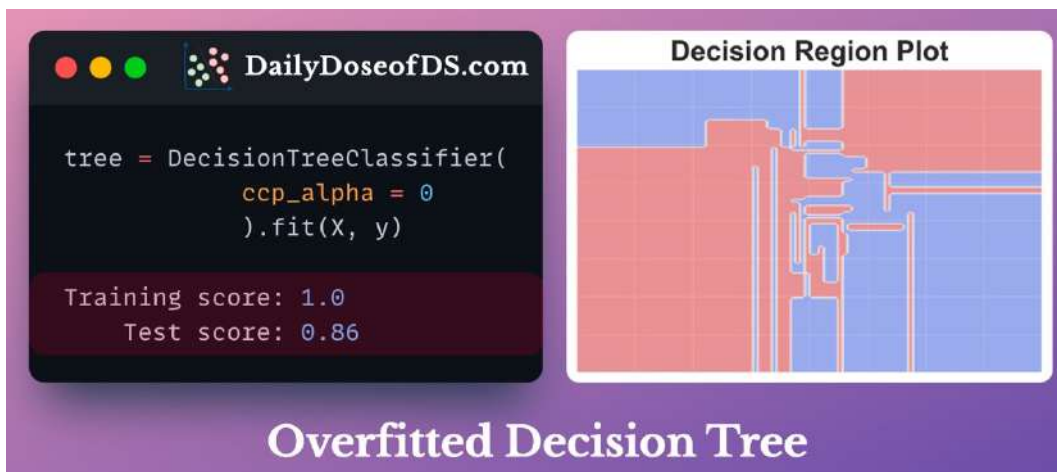 DailyDoseofDS.com
tree = DecisionTreeClassifier(
ccp_alpha = 0
).fit(X, y)
Training score: 1.0
Test score: 0.86
Decision Region Plot
Overfitted Decision Tree